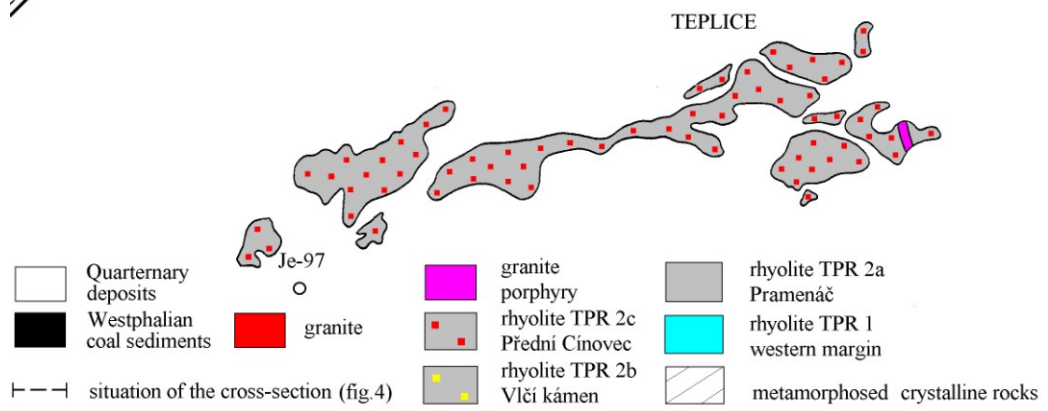 TEPLICE
Je-97
Quarternary
deposits
Westphalian
coal sediments
granite
situation of the cross-section (fig.4)
granite
porphyry
rhyolite TPR 2c
Přední Cínovec
rhyolite TPR 2b
Vlčí kámen
rhyolite TPR 2a
Pramenáč
rhyolite TPR 1
western margin
metamorphosed crystalline rocks